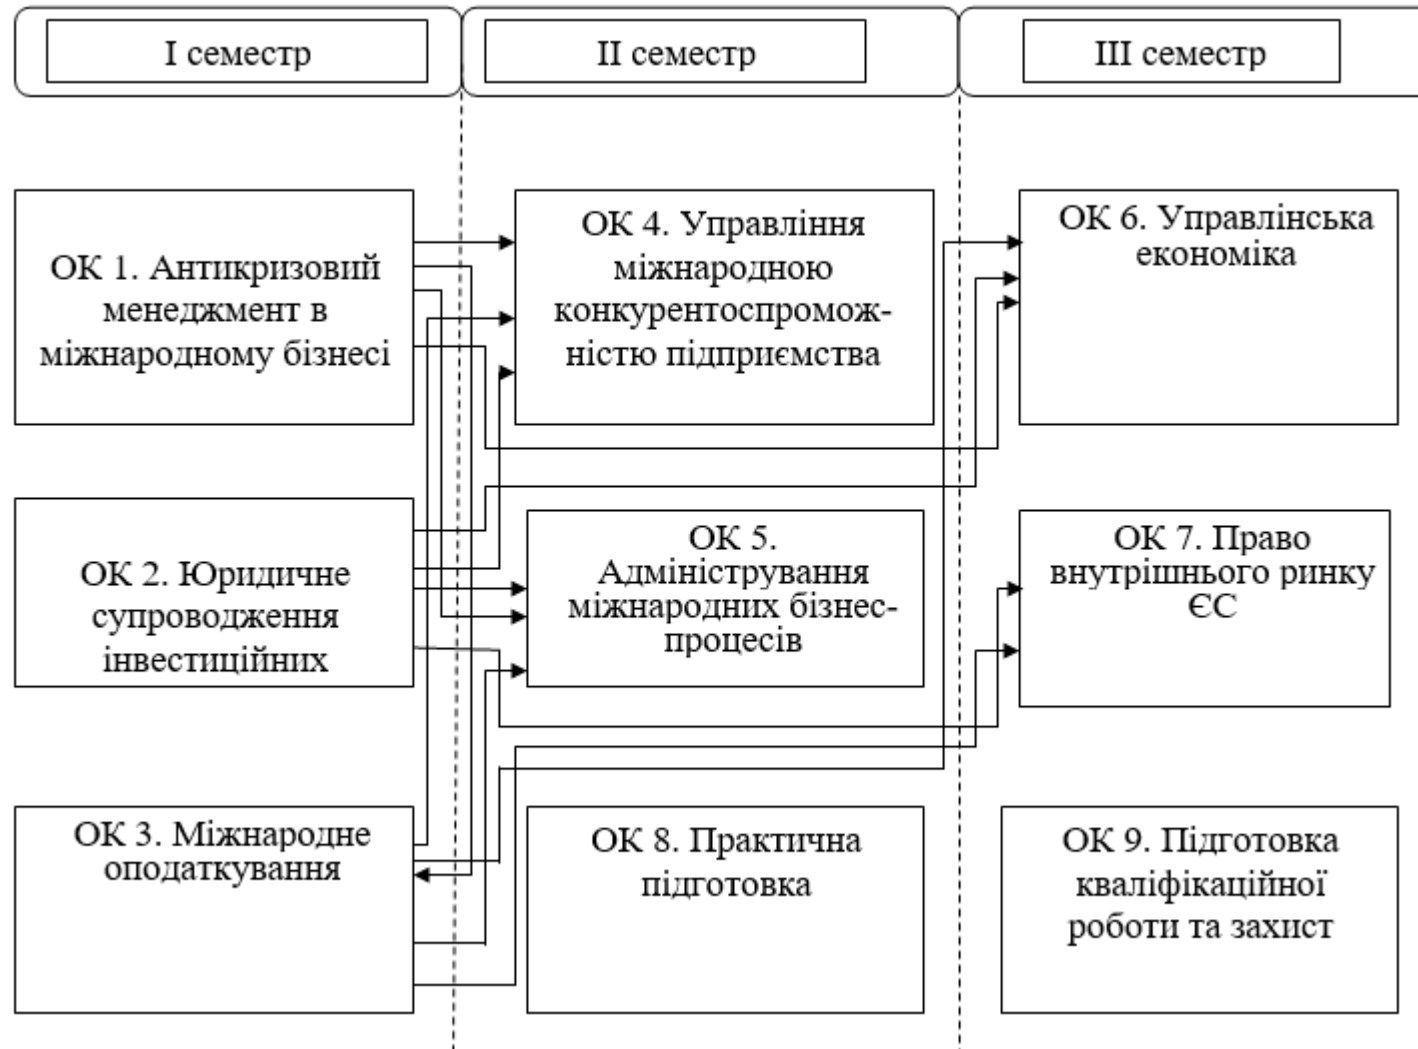 І семестр
ІІ семестр
ІІІ семестр
ОК 1. Антикризовий
менеджмент в
міжнародному бізнесі
ОК 4. Управління
міжнародною
конкурентоспромож-
ністю підприємства
ОК 6. Управлінська
економіка
ОК 2. Юридичне
супроводження
інвестиційних
ОК 5.
Адміністрування
міжнародних бізнес-
процесів
ОК 7. Право
внутрішнього ринку
ЄС
ОК 3. Міжнародне
оподаткування
ОК 8. Практична
підготовка
ОК 9. Підготовка
кваліфікаційної
роботи та захист